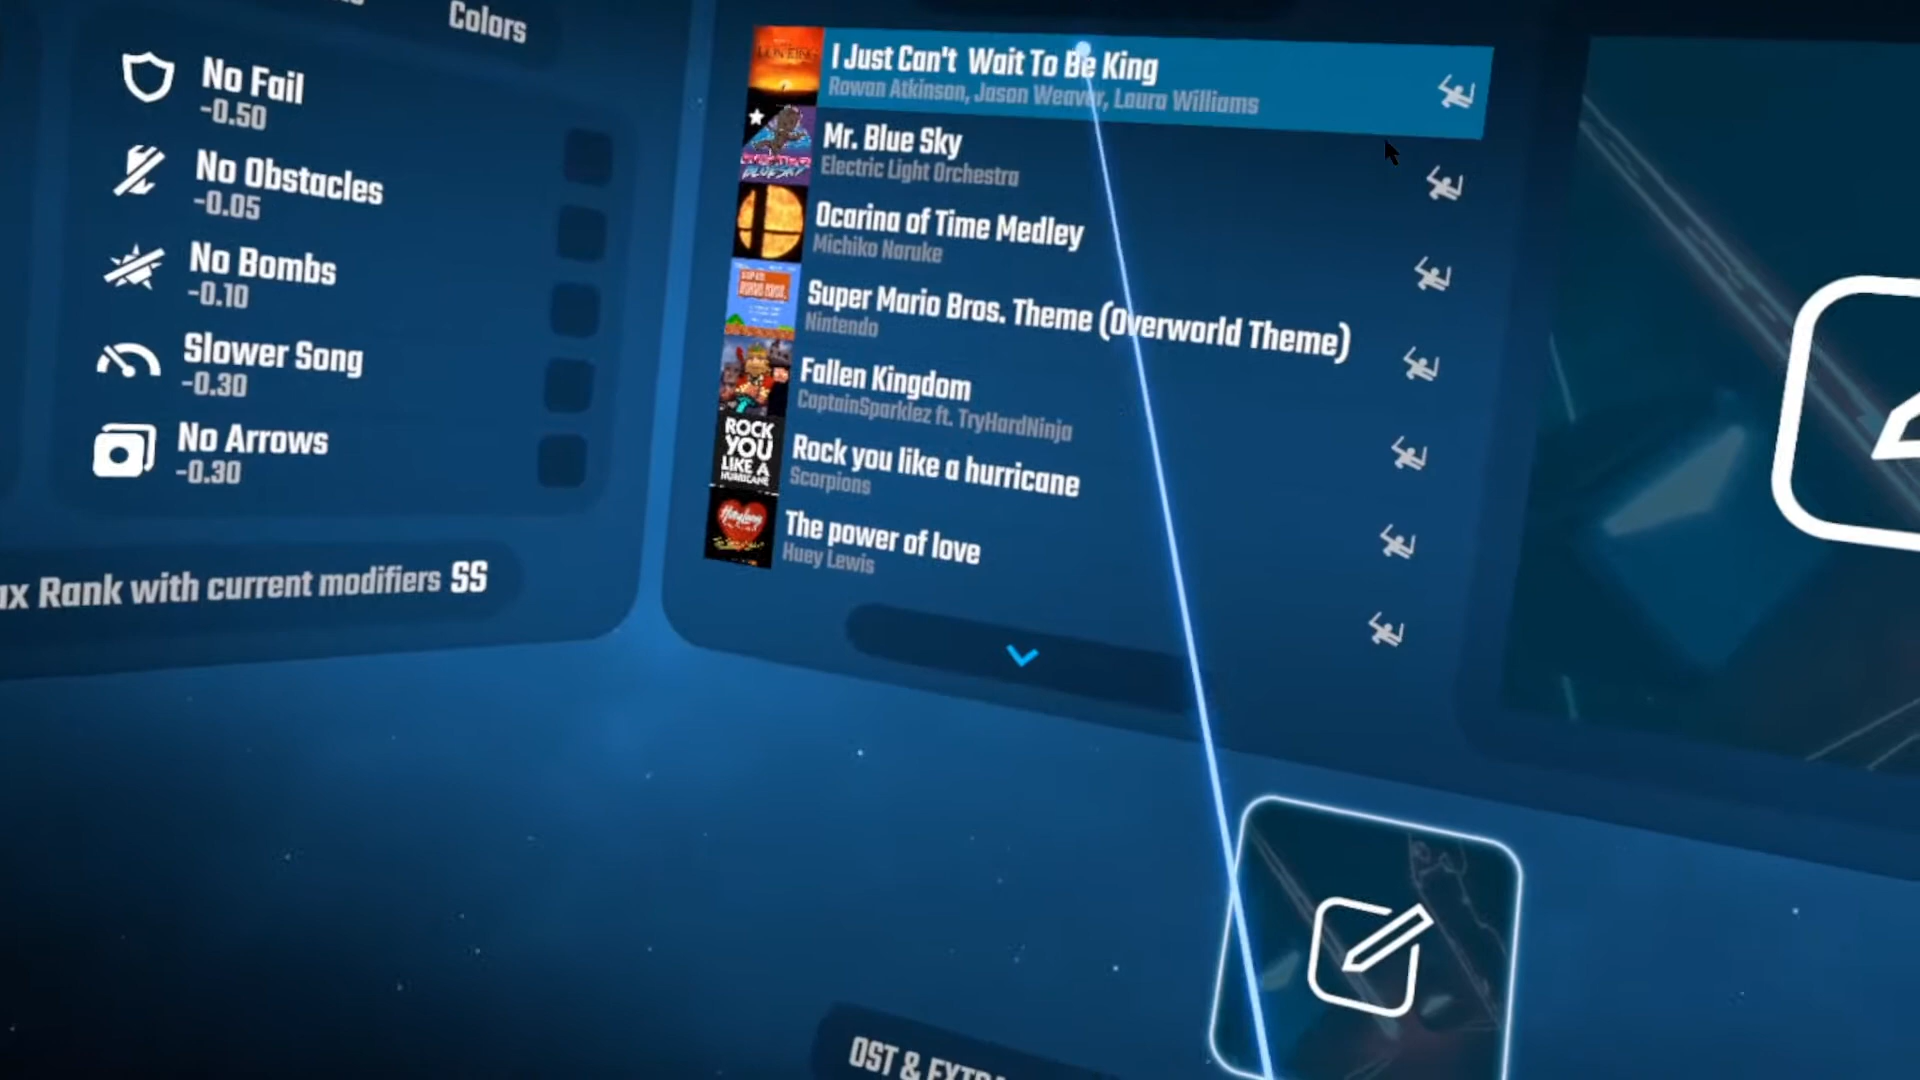 Colors
No Fail
-0.50
No Obstacles
-0.05
No Bombs
-0.10
Slower Song
-0.30
No Arrows
-0.30
Rank with current modifiers SS
I Just Can't Wait To Be King
Rowan Atkinson, Jason Weaver, Laura Williams
Mr. Blue Sky
Electric Light Orchestra
Ocarina of Time Medley
Michiko Naruke
Super Mario Bros. Theme (Overworld Theme)
Nintendo
Fallen Kingdom
CaptainSparklez ft. TryHardNinja
ROCK
YOU
LIKE A
HURRICANE
Rock you like a hurricane
Scorpions
The power of love
Huey Lewis
OST &